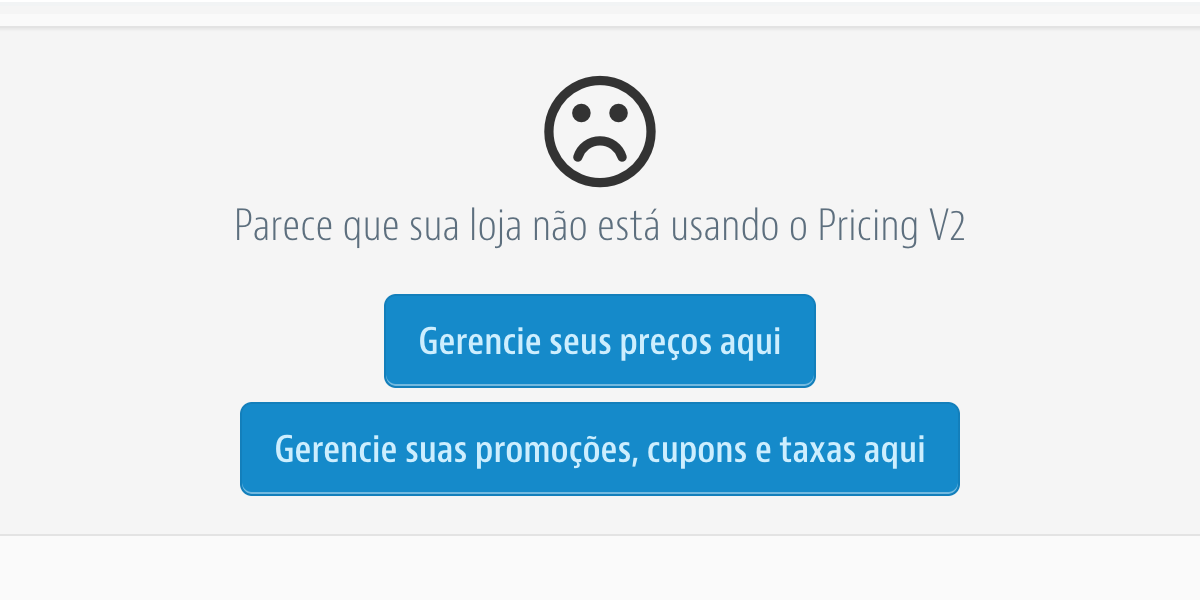 Parece que sua loja não está usando o Pricing V2
Gerencie seus preços aqui
Gerencie suas promoções, cupons e taxas aqui